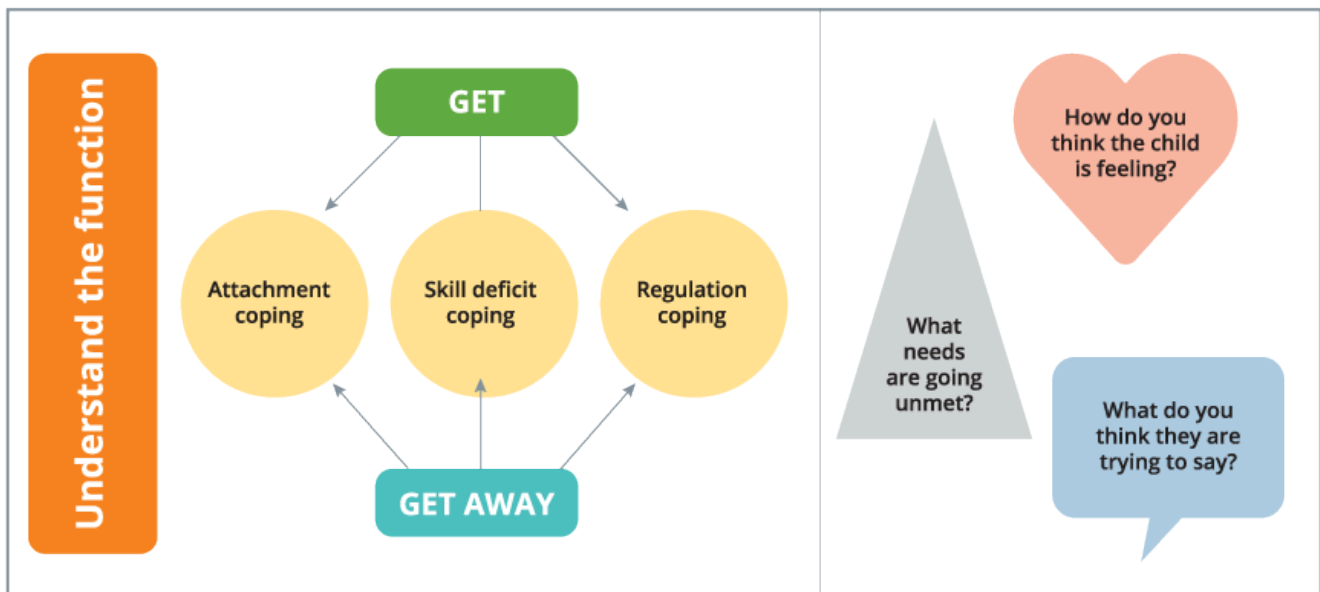 Understand the function
GET
Attachment
coping
Skill deficit
coping
Regulation
coping
GET AWAY
What
needs
are going
unmet?
How do you
think the child
is feeling?
What do you
think they are
trying to say?